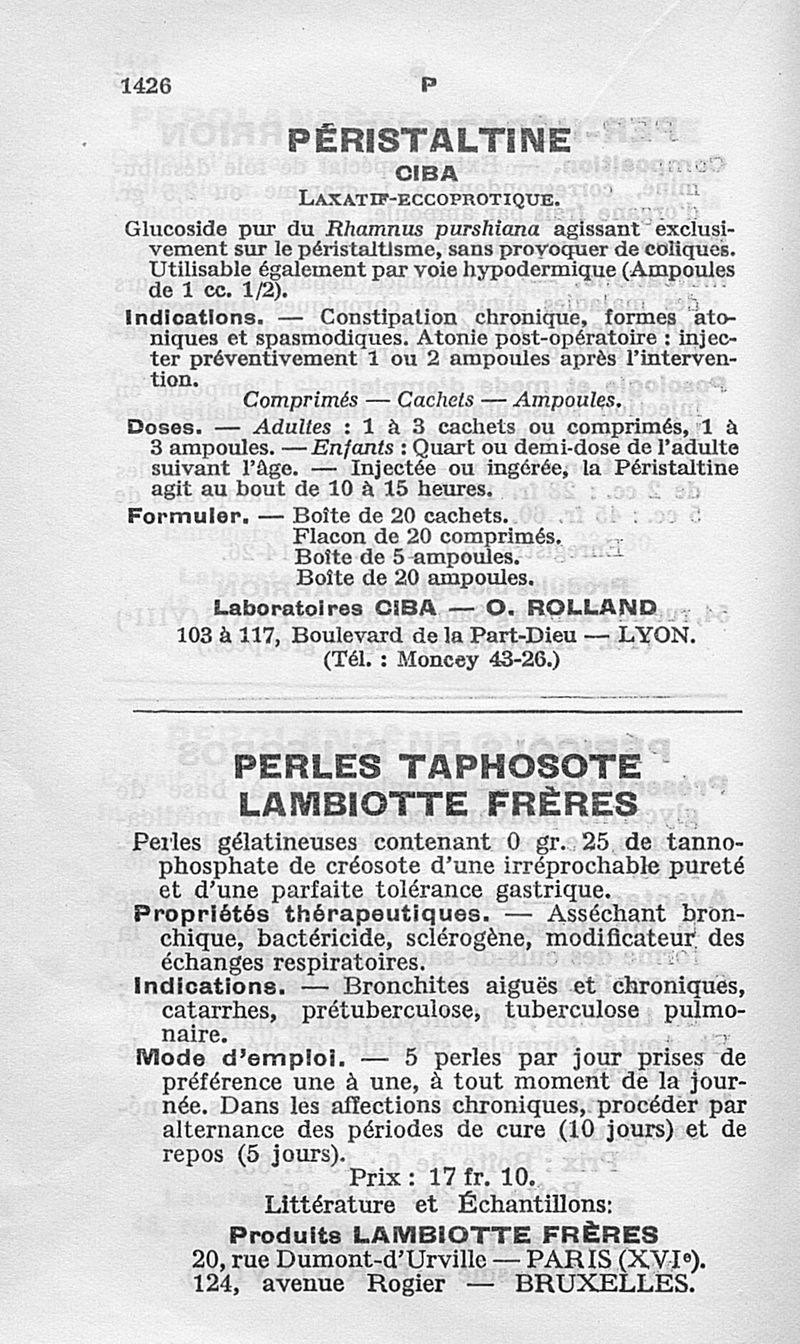 1426
P
PÉRISTALTINE
CIBA
LAXATIF-ECCOPROTIQUE.
Glucoside pur du Rhamnus purshiana agissant exclusi-
vement sur le péristaltisme, sans provoquer de coliques.
Utilisable également par voie hypodermique (Ampoules
de 1 cc. 1/2).
Indications. — Constipation chronique, formes ato-
niques et spasmodiques. Atonie post-opératoire : injec-
ter préventivement 1 ou 2 ampoules après l'interven-
tion.
Comprimés — Cachets — Ampoules.
Doses. — Adultes : 1 à 3 cachets ou comprimés, 1 à
3 ampoules. — Enfants : Quart ou demi-dose de l'adulte
suivant l'âge. — Injectée ou ingérée, la Péristaltine
agit au bout de 10 à 15 heures.
Formuler. — Boîte de 20 cachets.
Flacon de 20 comprimés.
Boîte de 5 ampoules.
Boîte de 20 ampoules.
Laboratoires CIBA — O. ROLLAND
103 à 117, Boulevard de la Part-Dieu — LYON.
(Tél. : Moncey 43-26.)
PERLES TAPHOSOTE
LAMBIOTTE FRÈRES
Perles gélatineuses contenant 0 gr. 25 de tanno-
phosphate de créosote d'une irréprochable pureté
et d'une parfaite tolérance gastrique.
Propriétés thérapeutiques. — Asséchant bron-
chique, bactéricide, sclérogène, modificateur des
échanges respiratoires.
Indications. — Bronchites aiguës et chroniques,
catarrhes, prétuberculose, tuberculose pulmo-
naire.
Mode d'emploi. — 5 perles par jour prises de
préférence une à une, à tout moment de la jour-
née. Dans les affections chroniques, procéder par
alternance des périodes de cure (10 jours) et de
repos (5 jours).
Prix : 17 fr. 10.
Littérature et Échantillons:
Produits LAMBIOTTE FRÈRES
20, rue Dumont-d'Urville — PARIS (XVIe).
124, avenue Rogier — BRUXELLES.